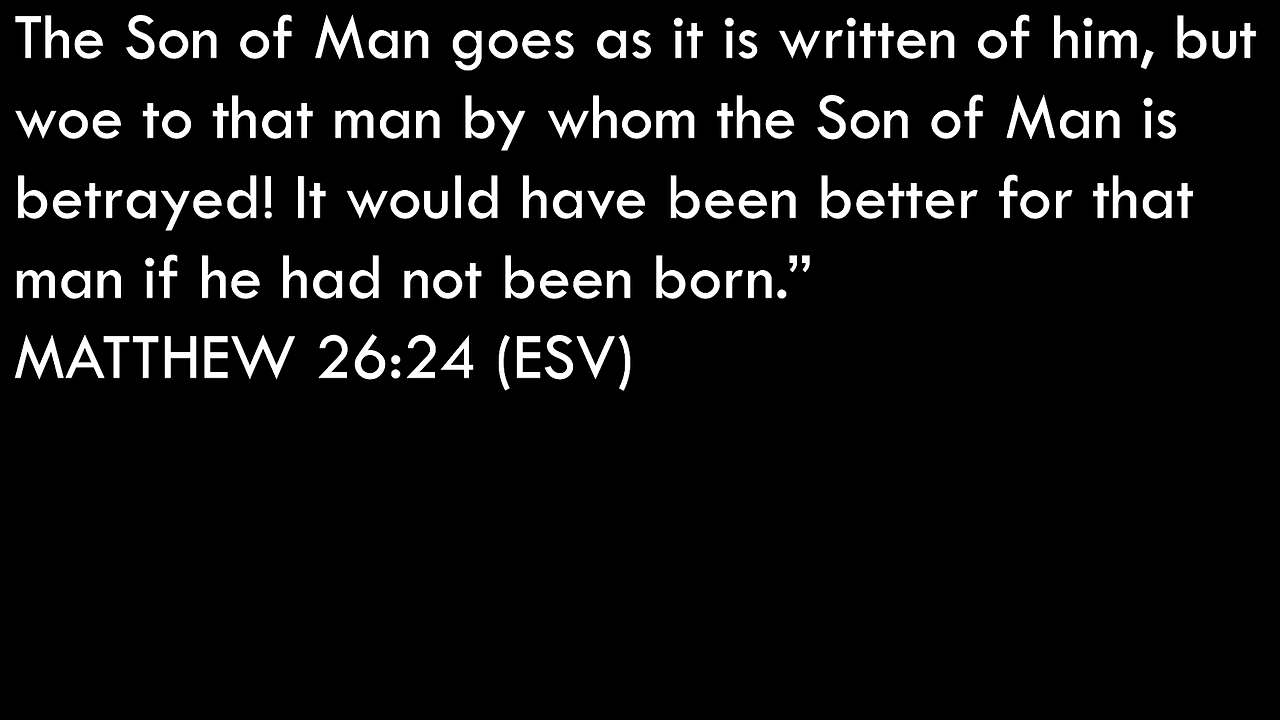 The Son of Man goes as it is written of him, but
woe to that man by whom the Son of Man is
betrayed! It would have been better for that
man if he had not been born.”
MATTHEW 26:24 (ESV)